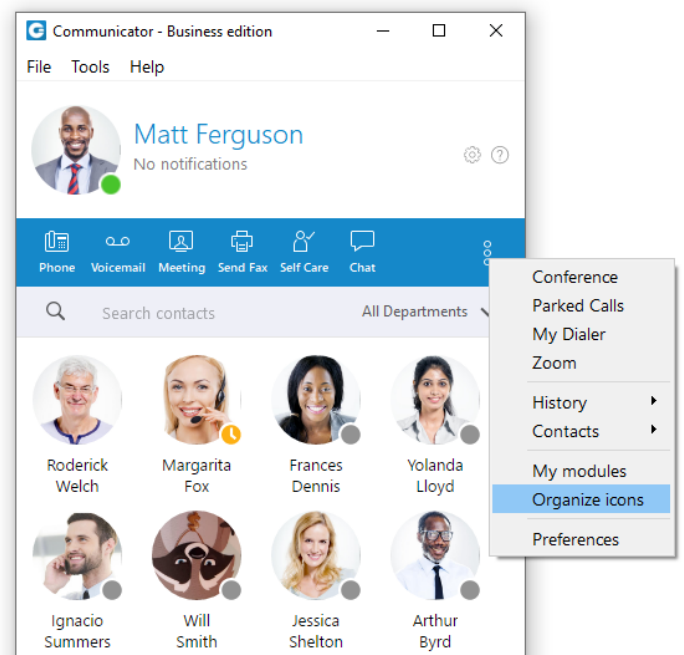 Communicator - Business edition
File Tools Help
Matt Ferguson
No notifications
Phone Voicemail Meeting Send Fax Self Care Chat
Search contacts All Departments
Roderick Margarita Frances Yolanda
Welch Fox Dennis Lloyd
Ignacio Will Jessica Arthur
Summers Smith Shelton Byrd
Conference
Parked Calls
My Dialer
Zoom
History
Contacts
My modules
Organize icons
Preferences